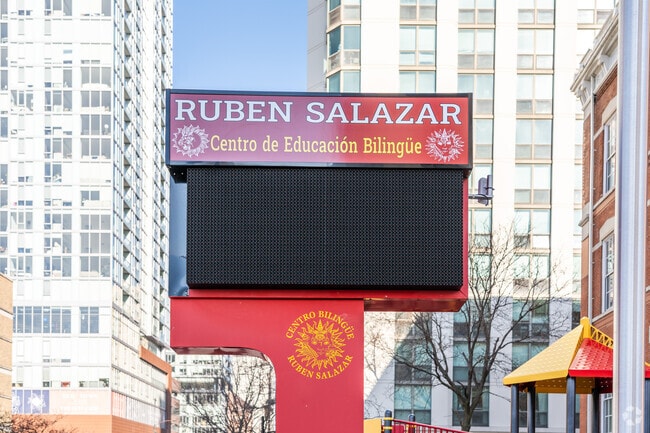 RUBEN SALAZAR
Centro de Educación Bilingüe
CENTRO BILINGÜE
RUBEN SALAZAR